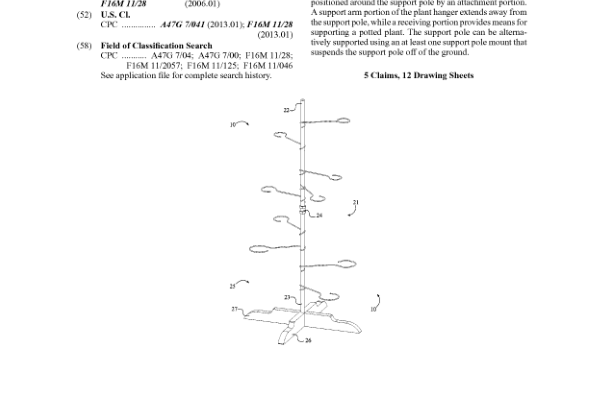 F16M 11/28 (2006.01)
(52) U.S. Cl.
CPC .............. A47G 7/041 (2013.01); F16M 11/28
(2013.01)
(58) Field of Classification Search
CPC .......... A47G 7/04; A47G 7/00; F16M 11/28;
F16M 11/2057; F16M 11/125; F16M 11/046
See application file for complete search history.
positioned around the support pole by an attachment portion.
A support arm portion of the plant hanger extends away from
the support pole, while a receiving portion provides means for
supporting a potted plant. The support pole can be alterna-
tively supported using an at least one support pole mount that
suspends the support pole off of the ground.
5 Claims, 12 Drawing Sheets
22
10
21
24
25
23
27
10
26